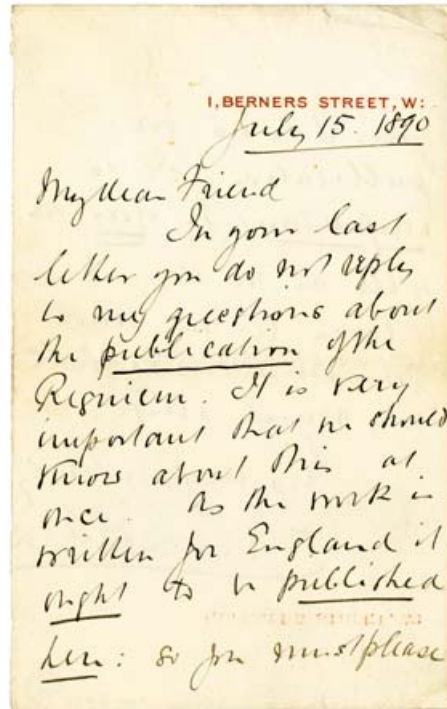 1, BERNERS STREET, W:
July 15. 1890
My dear Friend
In your last
letter you do not reply
to my questions about
the publication of the
Requiem. It is very
important that we should
know about this at
once. As the work is
written for England it
ought to be published
here: so you must please